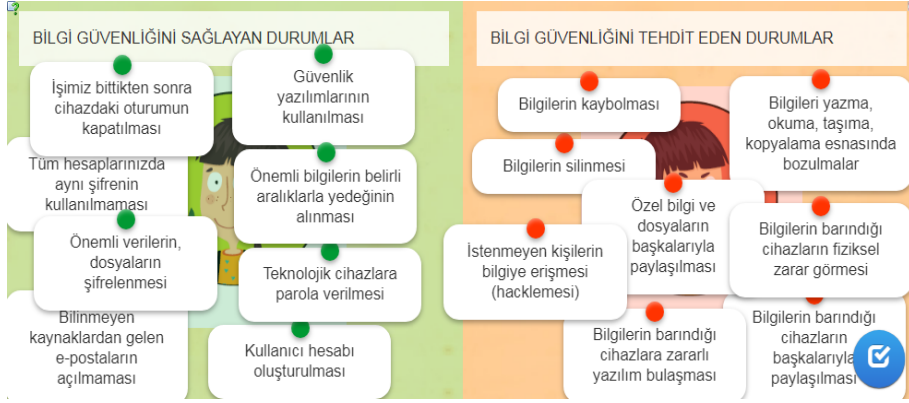 BİLGİ GÜVENLİĞİNİ SAĞLAYAN DURUMLAR
İşimiz bittikten sonra
cihazdaki oturumun
kapatılması
Güvenlik
yazılımlarının
kullanılması
Tüm hesaplarınızda
aynı şifrenin
kullanılmaması
Önemli bilgilerin belirli
aralıklarla yedeğinin
alınması
Önemli verilerin,
dosyaların
şifrelenmesi
Teknolojik cihazlara
parola verilmesi
Bilinmeyen
kaynaklardan gelen
e-postaların
açılmaması
Kullanıcı hesabı
oluşturulması
BİLGİ GÜVENLİĞİNİ TEHDİT EDEN DURUMLAR
Bilgilerin kaybolması
Bilgileri yazma,
okuma, taşıma,
kopyalama esnasında
bozulmalar
Bilgilerin silinmesi
Özel bilgi ve
dosyaların
başkalarıyla
paylaşılması
Bilgilerin barındığı
cihazların fiziksel
zarar görmesi
İstenmeyen kişilerin
bilgiye erişmesi
(hacklemesi)
Bilgilerin barındığı
cihazlara zararlı
yazılım bulaşması
Bilgilerin barındığı
cihazların
başkalarıyla
paylaşılması